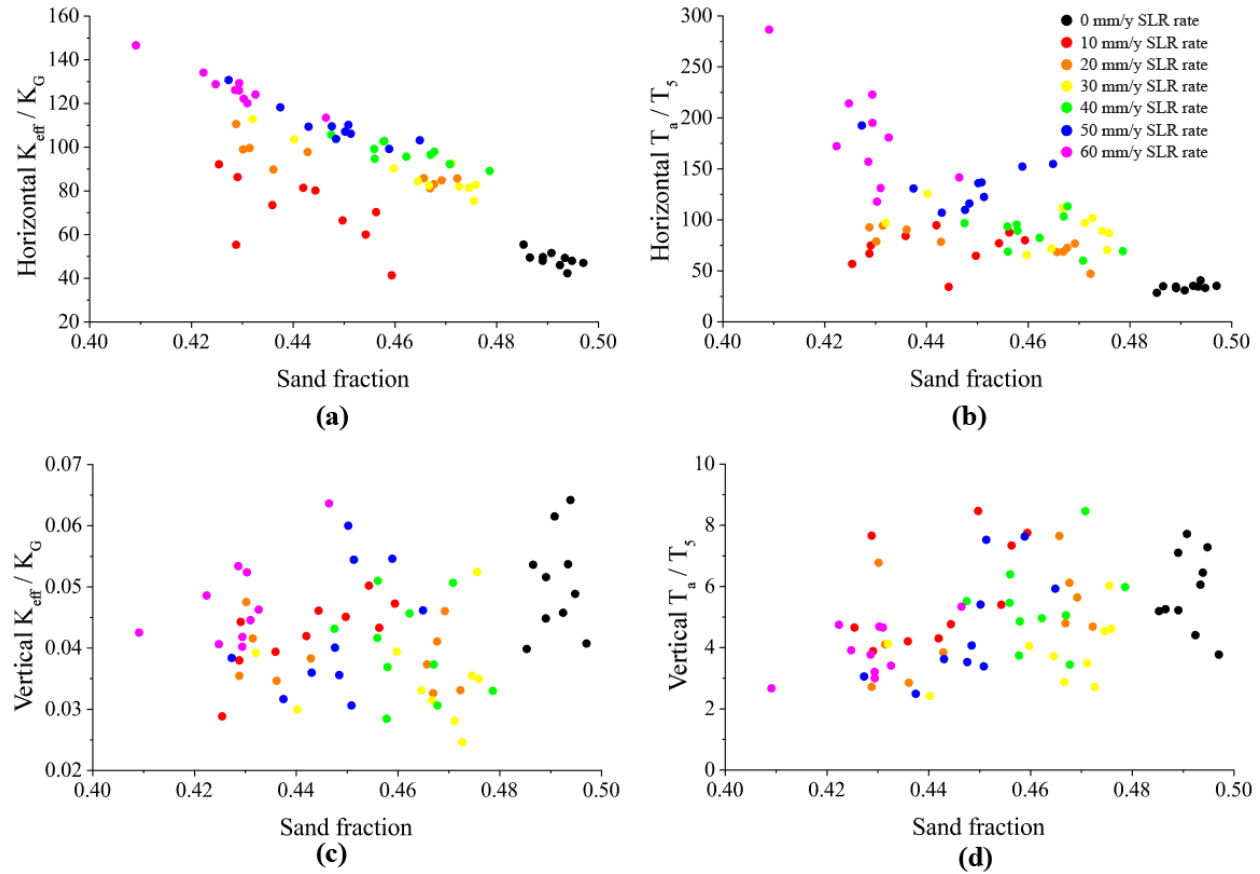 160
140
120
100
80
60
40
20
0.40 0.42 0.44 0.46 0.48 0.50
Horizontal K_eff / K_G
Sand fraction
(a)
300
250
200
150
100
50
0
0.40 0.42 0.44 0.46 0.48 0.50
Horizontal T_a / T_5
Sand fraction
(b)
0 mm/y SLR rate
10 mm/y SLR rate
20 mm/y SLR rate
30 mm/y SLR rate
40 mm/y SLR rate
50 mm/y SLR rate
60 mm/y SLR rate
0.07
0.06
0.05
0.04
0.03
0.02
0.40 0.42 0.44 0.46 0.48 0.50
Vertical K_eff / K_G
Sand fraction
(c)
10
8
6
4
2
0
0.40 0.42 0.44 0.46 0.48 0.50
Vertical T_a / T_5
Sand fraction
(d)